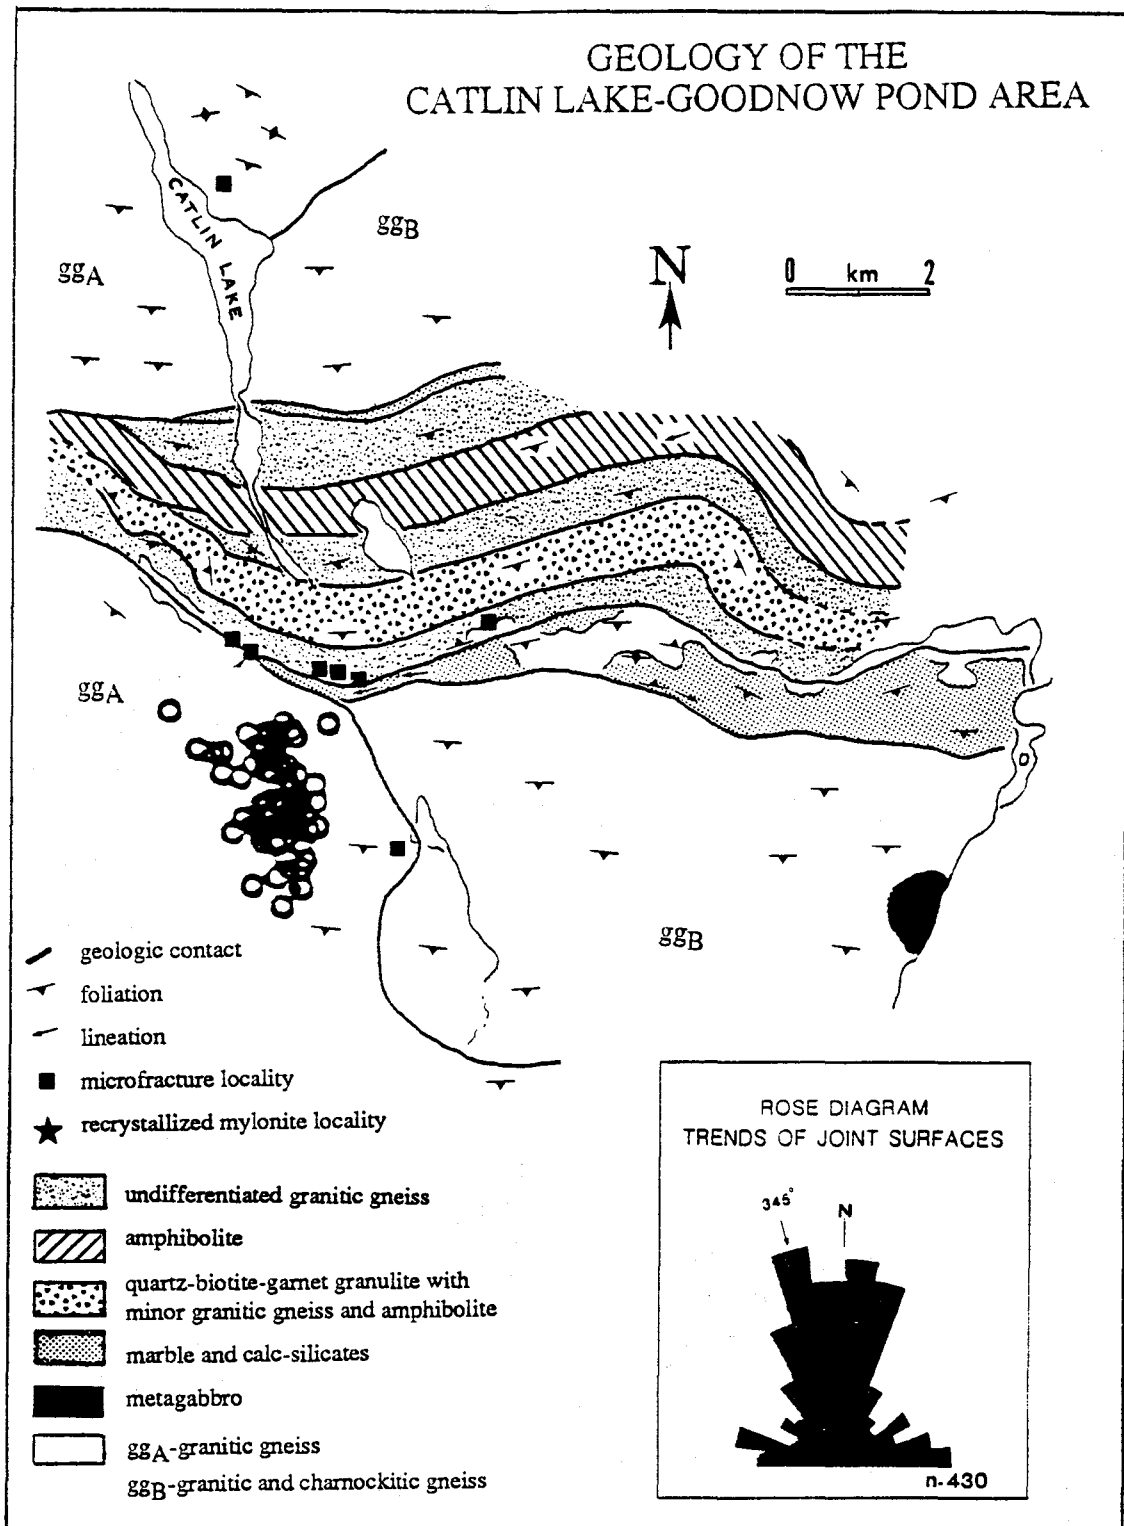 GEOLOGY OF THE
CATLIN LAKE-GOODNOW POND AREA
CATLIN LAKE
ggA
ggB
N
0 km 2
ggA
ggB
geologic contact
foliation
lineation
microfracture locality
recrystallized mylonite locality
undifferentiated granitic gneiss
amphibolite
quartz-biotite-garnet granulite with
minor granitic gneiss and amphibolite
marble and calc-silicates
metagabbro
ggA-granitic gneiss
ggB-granitic and charnockitic gneiss
ROSE DIAGRAM
TRENDS OF JOINT SURFACES
345° N
n-430